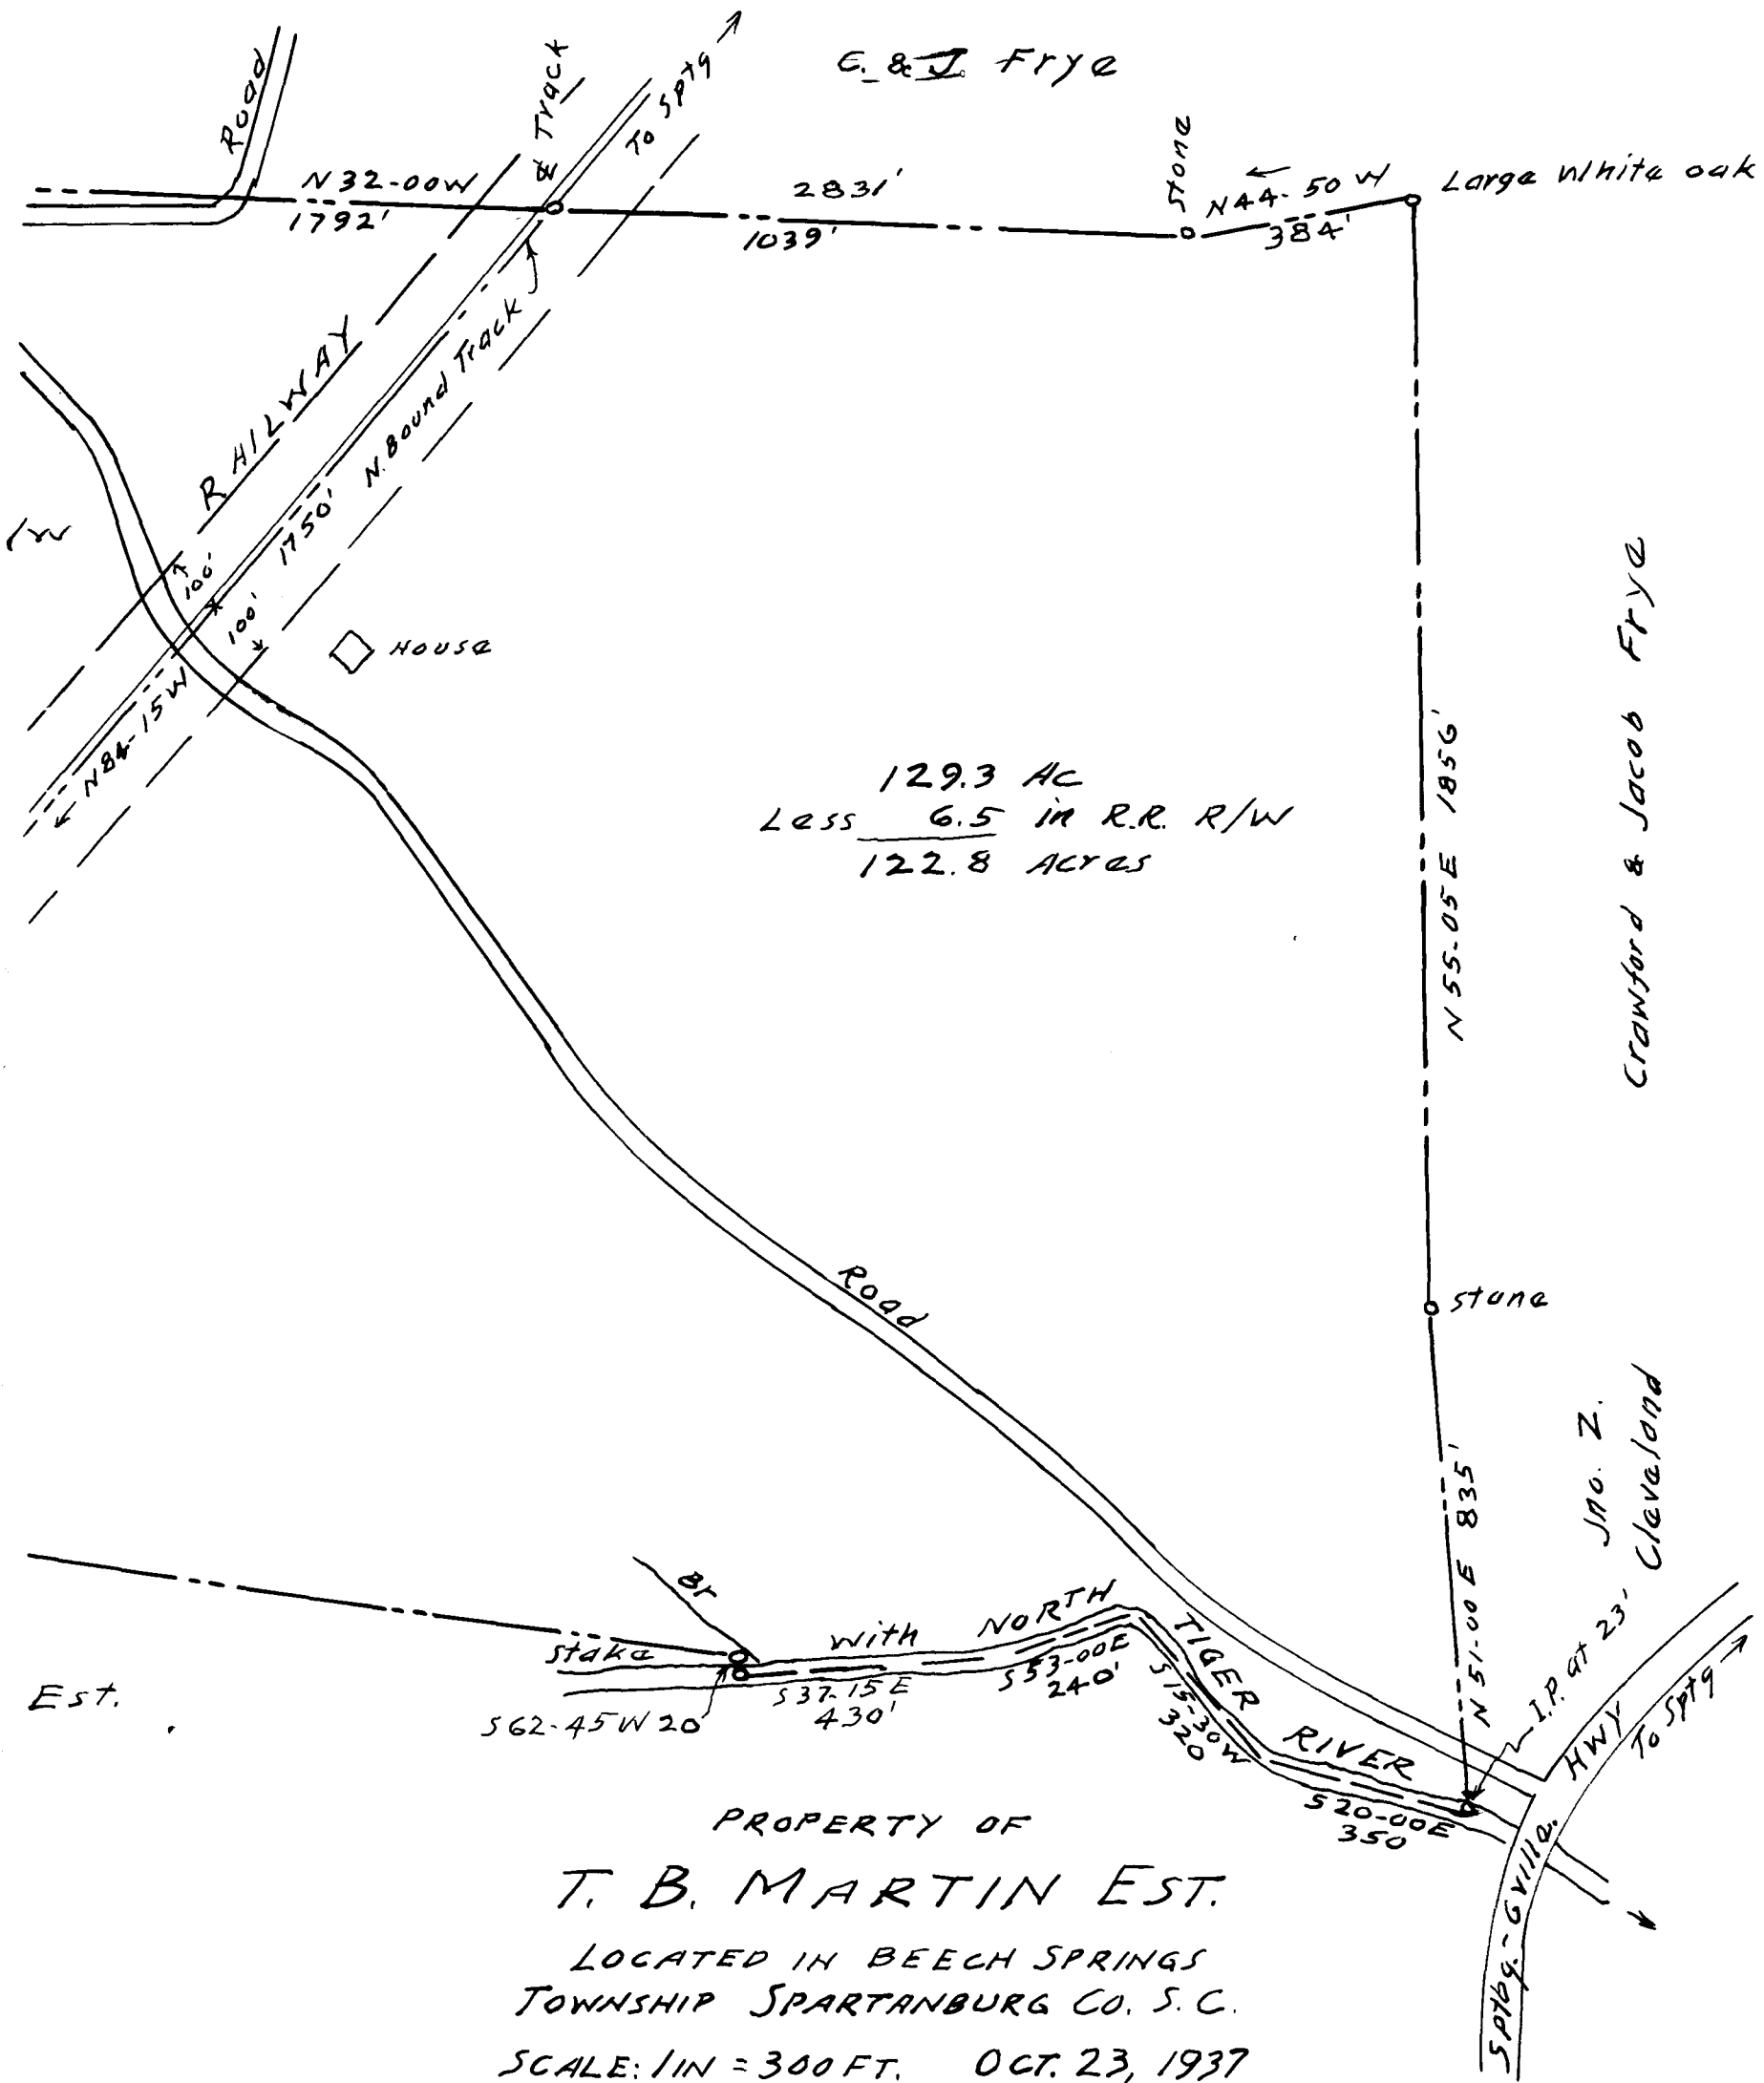 E. & J. Frye
Road
℄ Track
To Sptg
N32-00W
1792'
2831'
1039'
Stone
N44-50 W
384'
Large White oak
RAILWAY
N. Bound Track
1750'
100'
100'
N84-15W
House
129.3 Ac
Less 6.5 in R.R. R/W
122.8 Acres
N55-05E 1856'
Crawford & Jacob Frye
Stone
Road
N51-00E 835'
Jno. Z.
Cleveland
I.P. at 23'
Br
Stake
with NORTH TIGER RIVER
S62-45W 20
S37-15E
430'
S53-00E
240'
S15-30W
320
S20-00E
350
HWY
To Sptg
Sptbg.-Gville.
Est.
PROPERTY OF
T. B. MARTIN EST.
LOCATED IN BEECH SPRINGS
TOWNSHIP SPARTANBURG CO. S.C.
SCALE: 1IN = 300 FT. OCT. 23, 1937